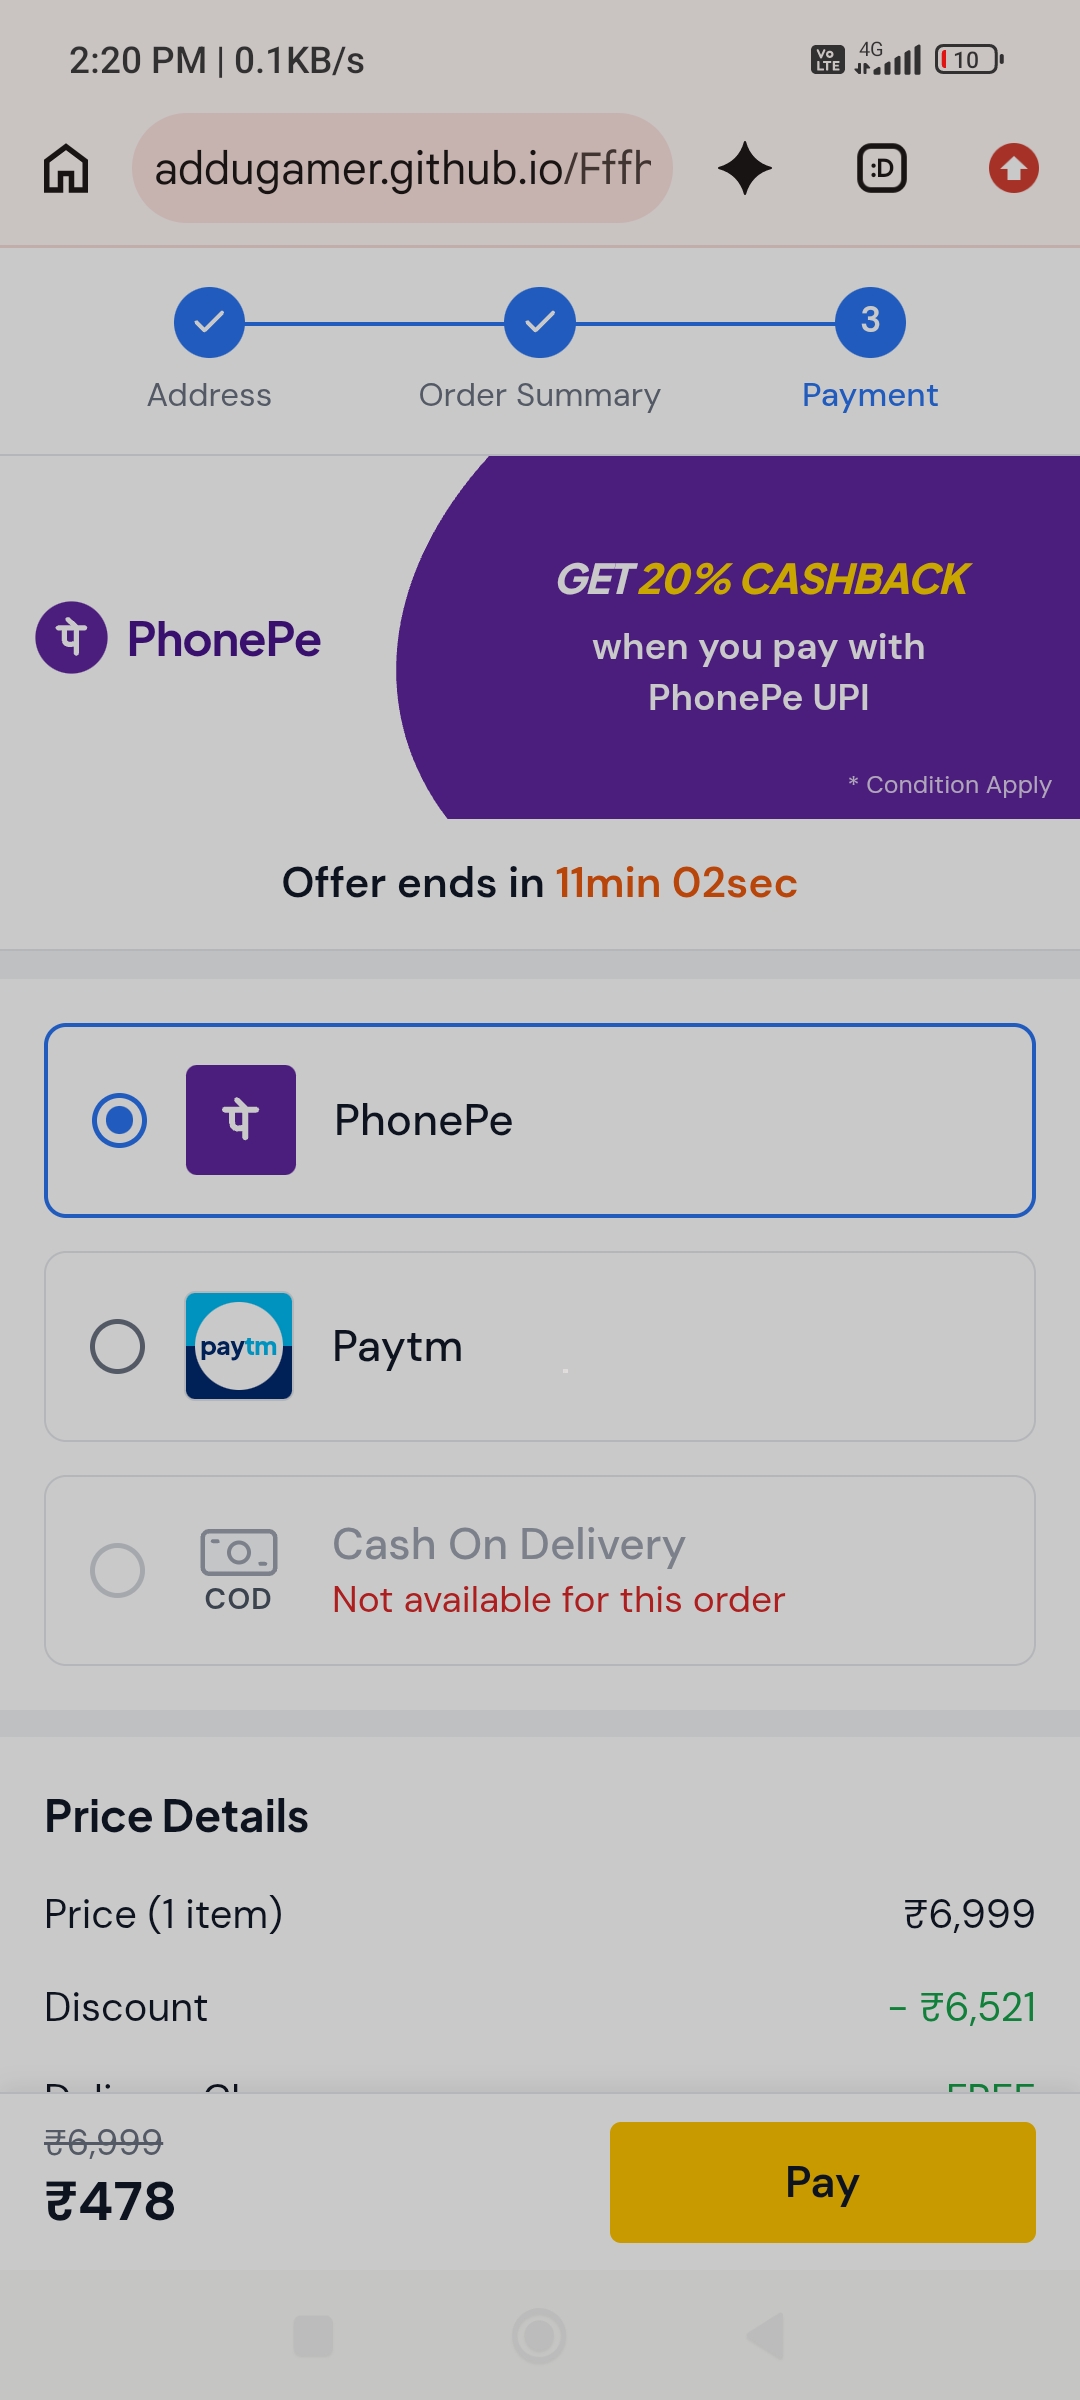 2:20 PM | 0.1KB/s
Vo LTE 4G 10
addugamer.github.io/Fffh
:D
3
Address Order Summary Payment
GET 20% CASHBACK
पे PhonePe
when you pay with
PhonePe UPI
* Condition Apply
Offer ends in 11min 02sec
पे PhonePe
paytm Paytm
Cash On Delivery
COD
Not available for this order
Price Details
Price (1 item) ₹6,999
Discount - ₹6,521
FREE
₹6,999
₹478
Pay